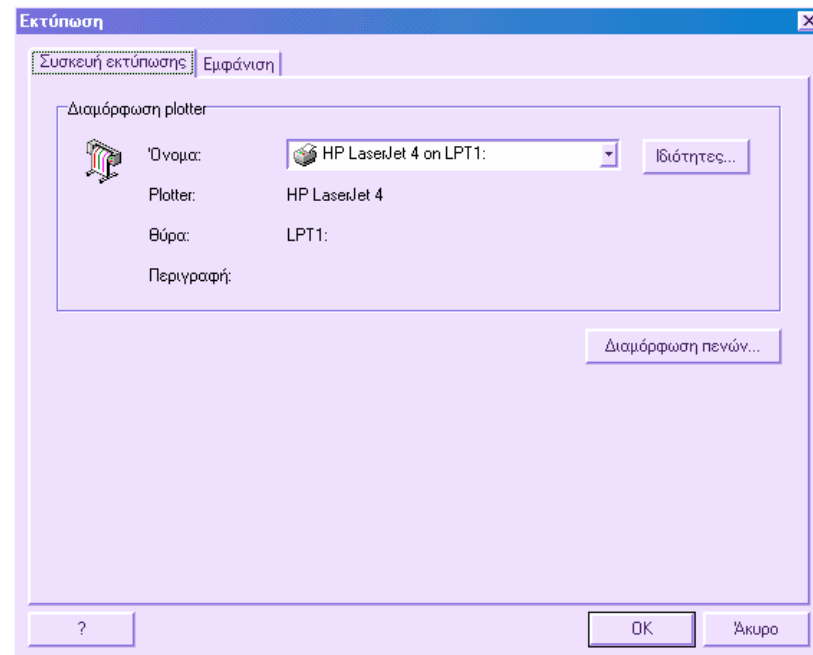 Εκτύπωση
Συσκευή εκτύπωσης Εμφάνιση
Διαμόρφωση plotter
Όνομα: HP LaserJet 4 on LPT1: Ιδιότητες...
Plotter: HP LaserJet 4
Θύρα: LPT1:
Περιγραφή:
Διαμόρφωση πενών...
? OK Άκυρο